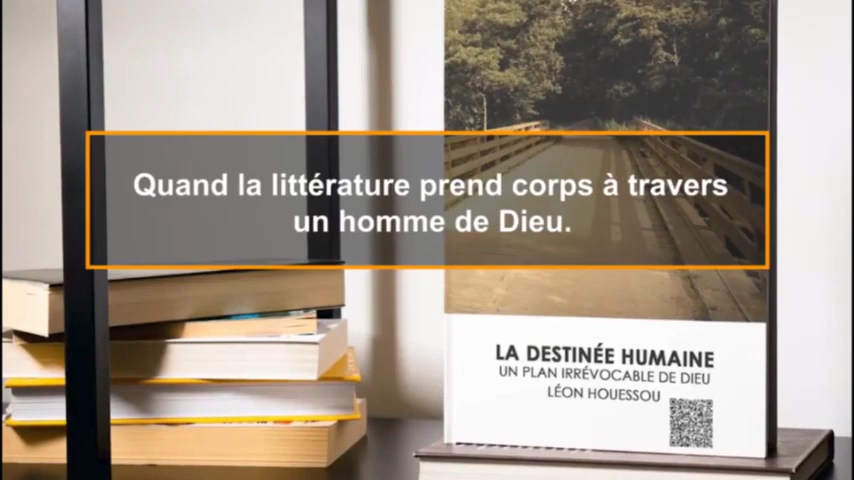 Quand la littérature prend corps à travers
un homme de Dieu.
LA DESTINÉE HUMAINE
UN PLAN IRRÉVOCABLE DE DIEU
LÉON HOUESSOU